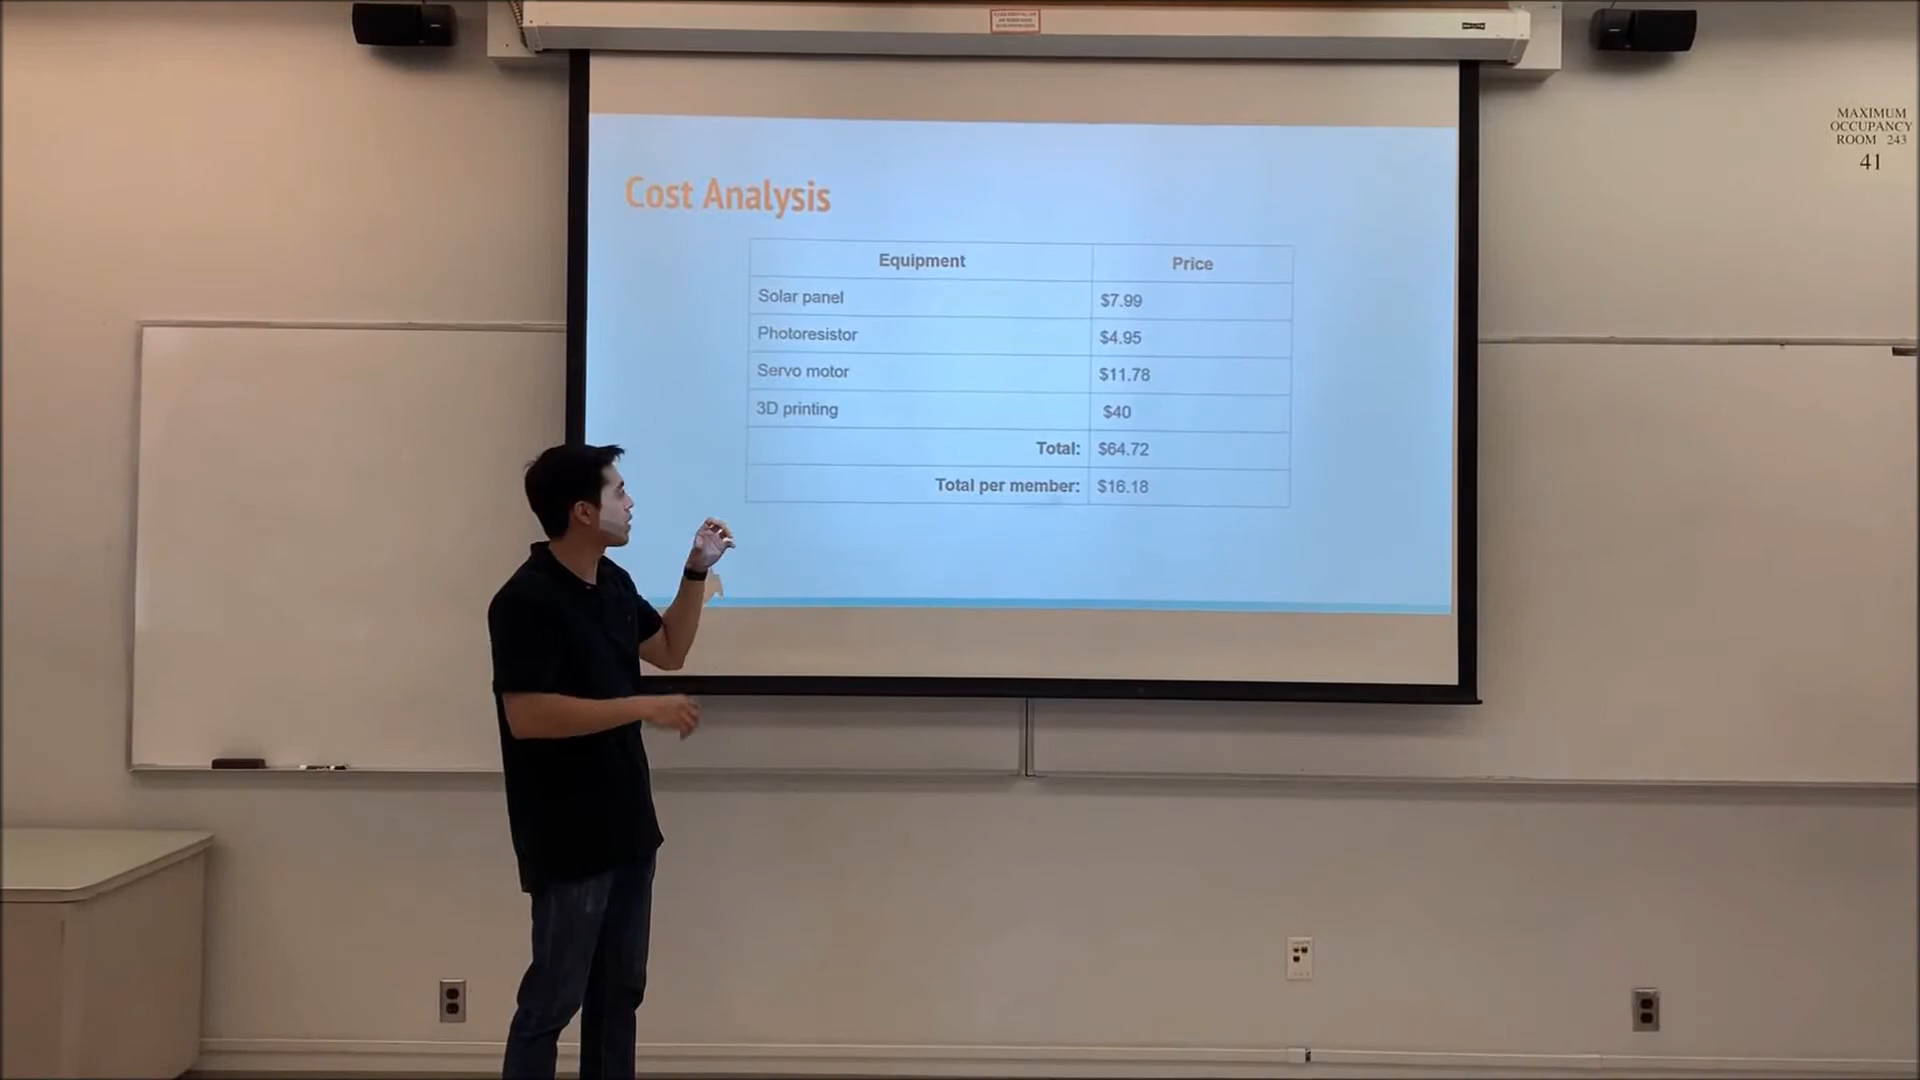 MAXIMUM
OCCUPANCY
ROOM 243
41
Cost Analysis
Equipment Price
Solar panel $7.99
Photoresistor $4.95
Servo motor $11.78
3D printing $40
Total: $64.72
Total per member: $16.18